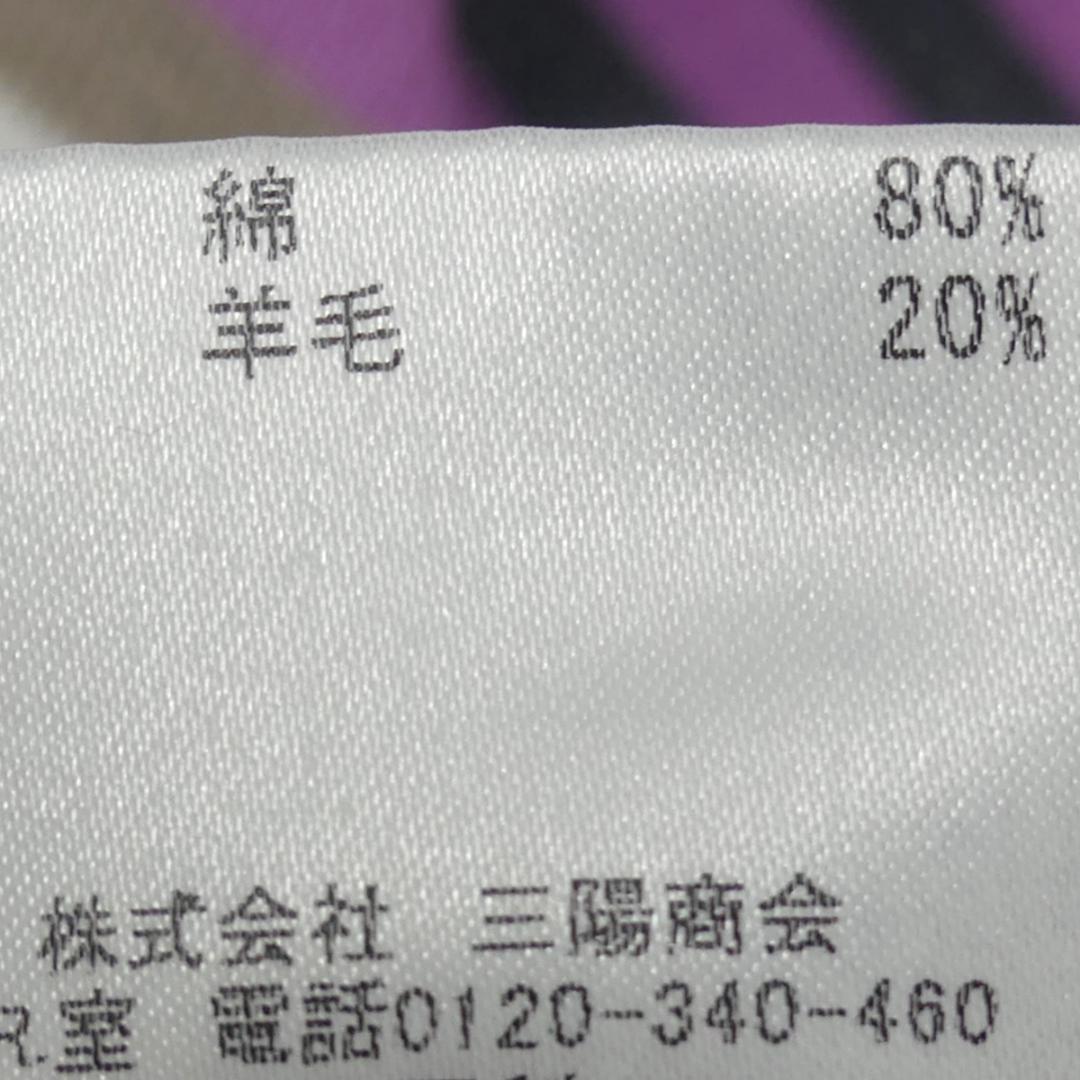 綿 80%
羊毛 20%
株式会社 三陽商会
室 電話0120-340-460